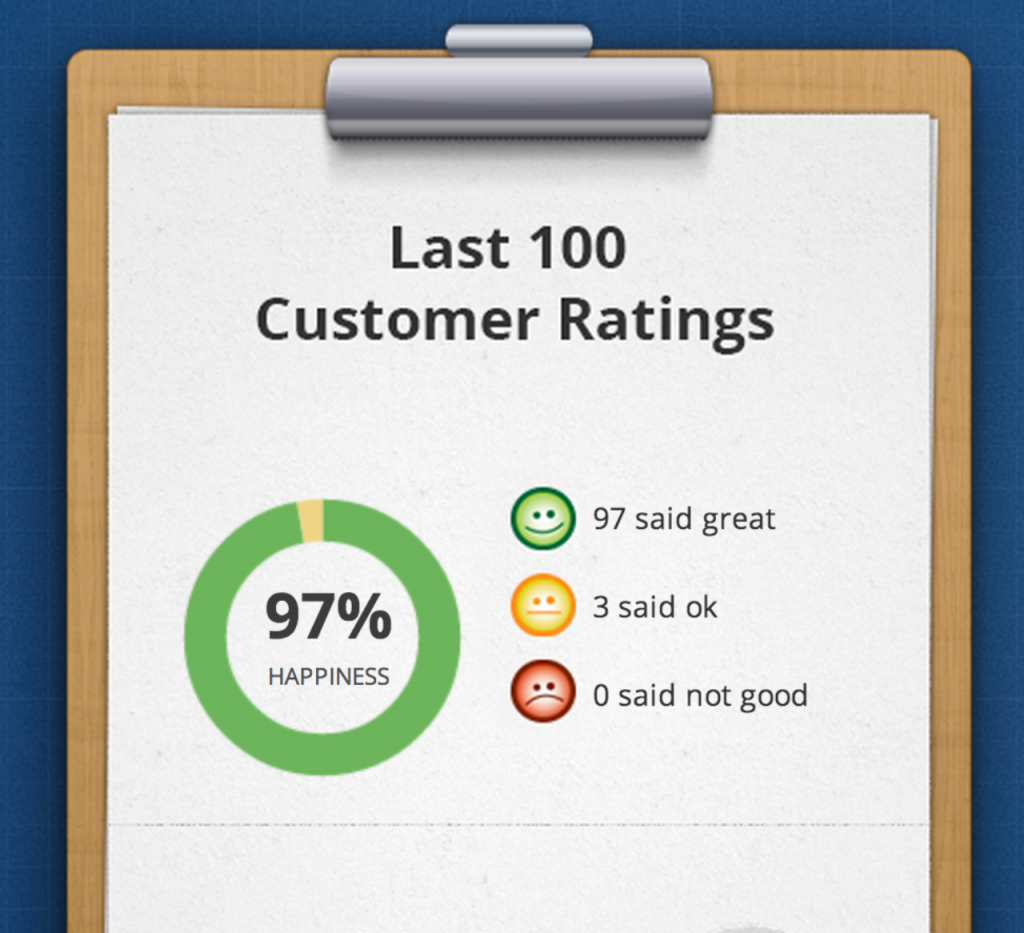 Last 100
Customer Ratings
97%
HAPPINESS
97 said great
3 said ok
0 said not good